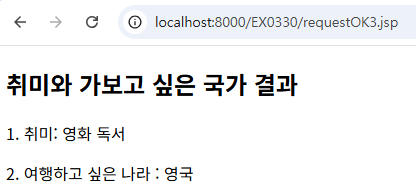 localhost:8000/EX0330/requestOK3.jsp
취미와 가보고 싶은 국가 결과
1. 취미: 영화 독서
2. 여행하고 싶은 나라 : 영국